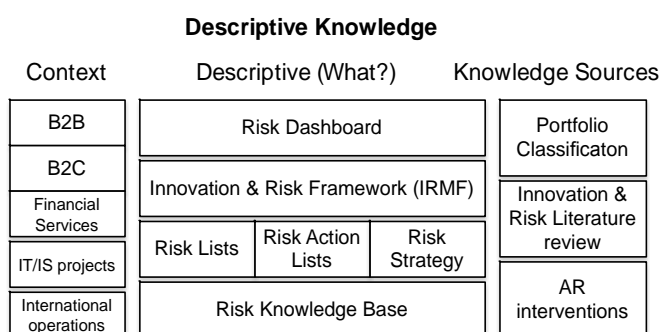 Descriptive Knowledge
Context
Descriptive (What?)
Knowledge Sources
B2B
B2C
Financial
Services
IT/IS projects
International
operations
Risk Dashboard
Innovation & Risk Framework (IRMF)
Risk Lists
Risk Action
Lists
Risk
Strategy
Risk Knowledge Base
Portfolio
Classificaton
Innovation &
Risk Literature
review
AR
interventions